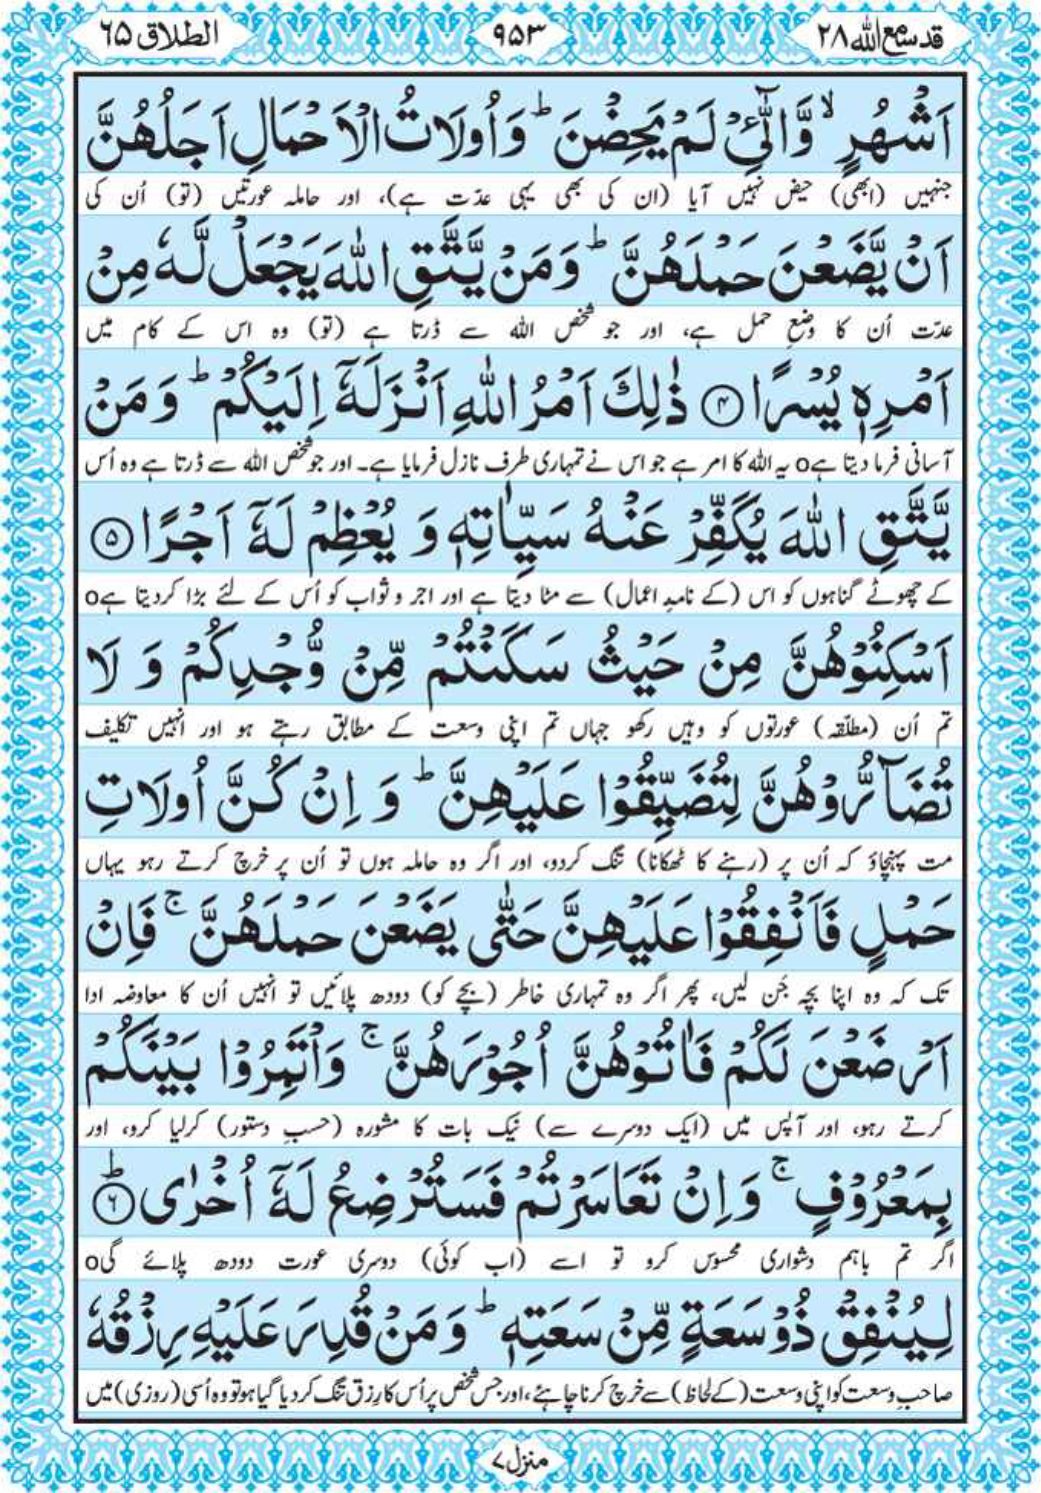 قد سمع الله ٢٨
٩٥٣
الطلاق ٦٥
اَشْهُرٍ ۙ وَّالّٰٓـِٔیْ لَمْ یَحِضْنَ ؕ وَاُولَاتُ الْاَحْمَالِ اَجَلُهُنَّ
جنہیں (ابھی) حیض نہیں آیا (ان کی بھی یہی عدّت ہے)، اور حاملہ عورتیں (تو) اُن کی
اَنْ یَّضَعْنَ حَمْلَهُنَّ ؕ وَمَنْ یَّتَّقِ اللّٰهَ یَجْعَلْ لَّهٗ مِنْ
عدّت اُن کا وضعِ حمل ہے، اور جو شخص اللہ سے ڈرتا ہے (تو) وہ اس کے کام میں
اَمْرِهٖ یُسْرًا ﴿۴﴾ ذٰلِكَ اَمْرُ اللّٰهِ اَنْزَلَهٗۤ اِلَیْكُمْ ؕ وَمَنْ
آسانی فرما دیتا ہےo یہ اللہ کا امر ہے جو اس نے تمہاری طرف نازل فرمایا ہے۔ اور جو شخص اللہ سے ڈرتا ہے وہ اُس
یَّتَّقِ اللّٰهَ یُكَفِّرْ عَنْهُ سَیِّاٰتِهٖ وَ یُعْظِمْ لَهٗۤ اَجْرًا ﴿۵﴾
کے چھوٹے گناہوں کو اس (کے نامۂ اعمال) سے مٹا دیتا ہے اور اجر و ثواب کو اُس کے لئے بڑا کردیتا ہےo
اَسْكِنُوْهُنَّ مِنْ حَیْثُ سَكَنْتُمْ مِّنْ وُّجْدِكُمْ وَ لَا
تم اُن (مطلّقہ) عورتوں کو وہیں رکھو جہاں تم اپنی وسعت کے مطابق رہتے ہو اور انہیں تکلیف
تُضَآرُّوْهُنَّ لِتُضَیِّقُوْا عَلَیْهِنَّ ؕ وَ اِنْ كُنَّ اُولَاتِ
مت پہنچاؤ کہ اُن پر (رہنے کا ٹھکانا) تنگ کردو، اور اگر وہ حاملہ ہوں تو اُن پر خرچ کرتے رہو یہاں
حَمْلٍ فَاَنْفِقُوْا عَلَیْهِنَّ حَتّٰی یَضَعْنَ حَمْلَهُنَّ ۚ فَاِنْ
تک کہ وہ اپنا بچہ جَن لیں، پھر اگر وہ تمہاری خاطر (بچے کو) دودھ پلائیں تو انہیں اُن کا معاوضہ ادا
اَرْضَعْنَ لَكُمْ فَاٰتُوْهُنَّ اُجُوْرَهُنَّ ۚ وَاْتَمِرُوْا بَیْنَكُمْ
کرتے رہو، اور آپس میں (ایک دوسرے سے) نیک بات کا مشورہ (حسبِ دستور) کرلیا کرو، اور
بِمَعْرُوْفٍ ۚ وَاِنْ تَعَاسَرْتُمْ فَسَتُرْضِعُ لَهٗۤ اُخْرٰی ﴿۶﴾ؕ
اگر تم باہم دشواری محسوس کرو تو اسے (اب کوئی) دوسری عورت دودھ پلائے گیo
لِیُنْفِقْ ذُوْ سَعَةٍ مِّنْ سَعَتِهٖ ؕ وَمَنْ قُدِرَ عَلَیْهِ رِزْقُهٗ
صاحبِ وسعت کو اپنی وسعت (کے لحاظ) سے خرچ کرنا چاہئے، اور جس شخص پر اُس کا رِزق تنگ کردیا گیا ہو تو وہ اُسی (روزی) میں
منزل ۷